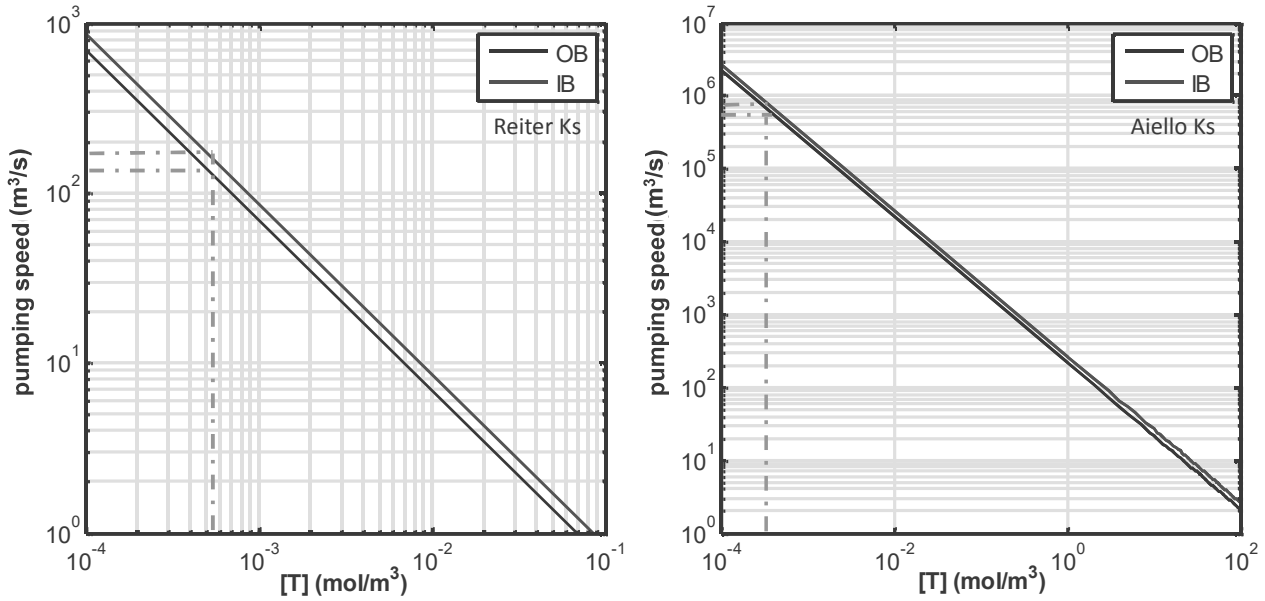 10^3
10^2
10^1
10^0
10^-4
10^-3
10^-2
10^-1
pumping speed (m^3/s)
[T] (mol/m^3)
OB
IB
Reiter Ks
10^7
10^6
10^5
10^4
10^3
10^2
10^1
10^0
10^-4
10^-2
10^0
10^2
pumping speed (m^3/s)
[T] (mol/m^3)
OB
IB
Aiello Ks